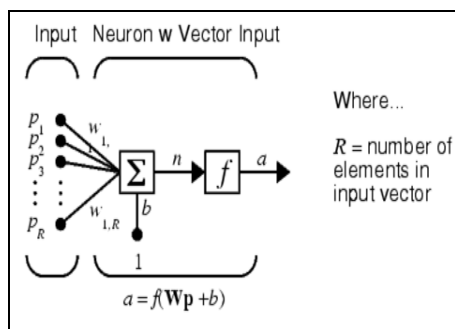 Input Neuron w Vector Input
Where...
R = number of
elements in
input vector
p1
p2
p3
pR
w1,
1
w1,R
Σ
n
f
a
b
1
a = f(Wp +b)